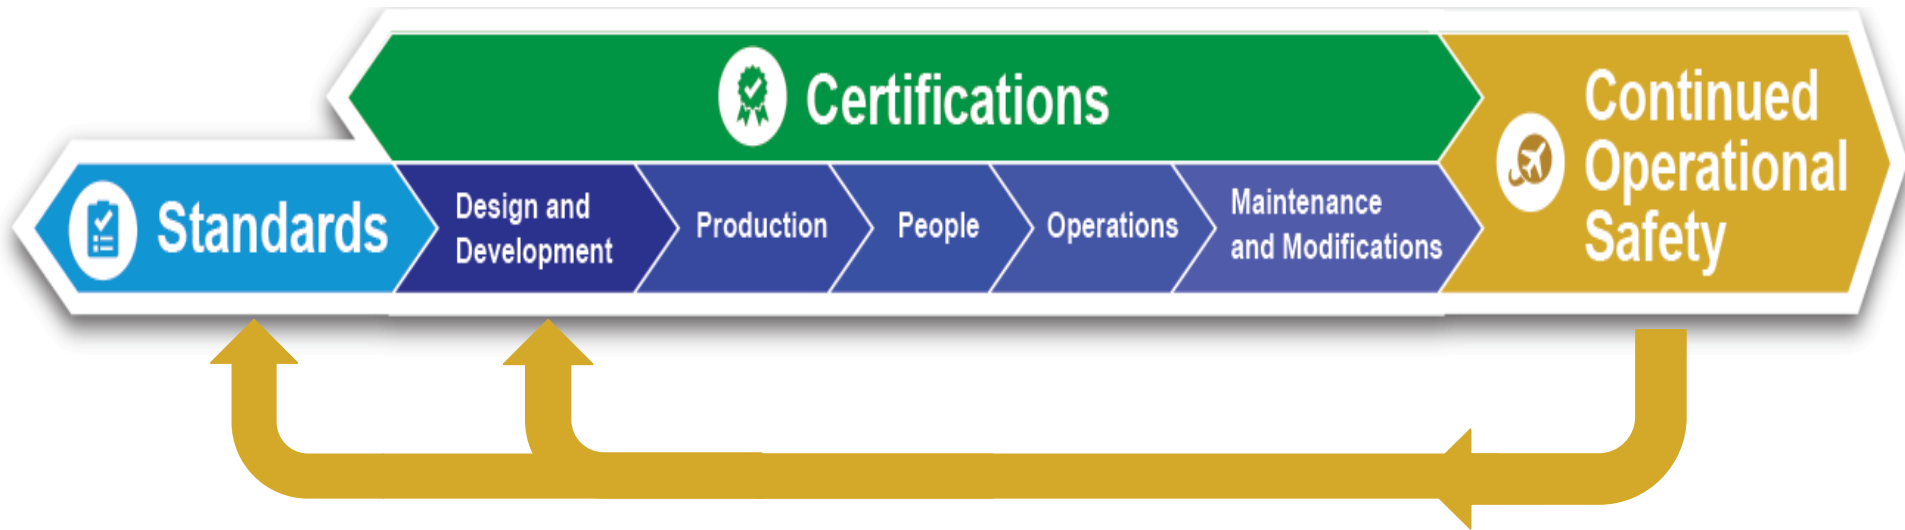 Certifications
Continued
Operational
Safety
Standards
Design and
Development
Production
People
Operations
Maintenance
and Modifications